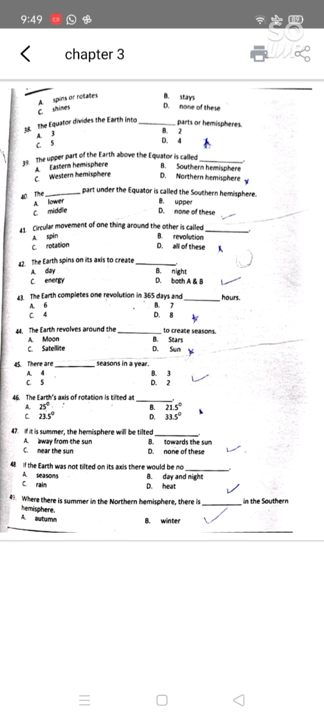 9:49
89
chapter 3
A. spins or rotates B. stays
C. shines D. none of these
38. The Equator divides the Earth into ________ parts or hemispheres.
A. 3 B. 2
C. 5 D. 4
39. The upper part of the Earth above the Equator is called ________.
A. Eastern hemisphere B. Southern hemisphere
C. Western hemisphere D. Northern hemisphere
40. The ________ part under the Equator is called the Southern hemisphere.
A. lower B. upper
C. middle D. none of these
41. Circular movement of one thing around the other is called ________.
A. spin B. revolution
C. rotation D. all of these
42. The Earth spins on its axis to create ________.
A. day B. night
C. energy D. both A & B
43. The Earth completes one revolution in 365 days and ________ hours.
A. 6 B. 7
C. 4 D. 8
44. The Earth revolves around the ________ to create seasons.
A. Moon B. Stars
C. Satellite D. Sun
45. There are ________ seasons in a year.
A. 4 B. 3
C. 5 D. 2
46. The Earth's axis of rotation is tilted at ________.
A. 25° B. 21.5°
C. 23.5° D. 33.5°
47. If it is summer, the hemisphere will be tilted ________.
A. away from the sun B. towards the sun
C. near the sun D. none of these
48. If the Earth was not tilted on its axis there would be no ________.
A. seasons B. day and night
C. rain D. heat
49. Where there is summer in the Northern hemisphere, there is ________ in the Southern
hemisphere.
A. autumn B. winter